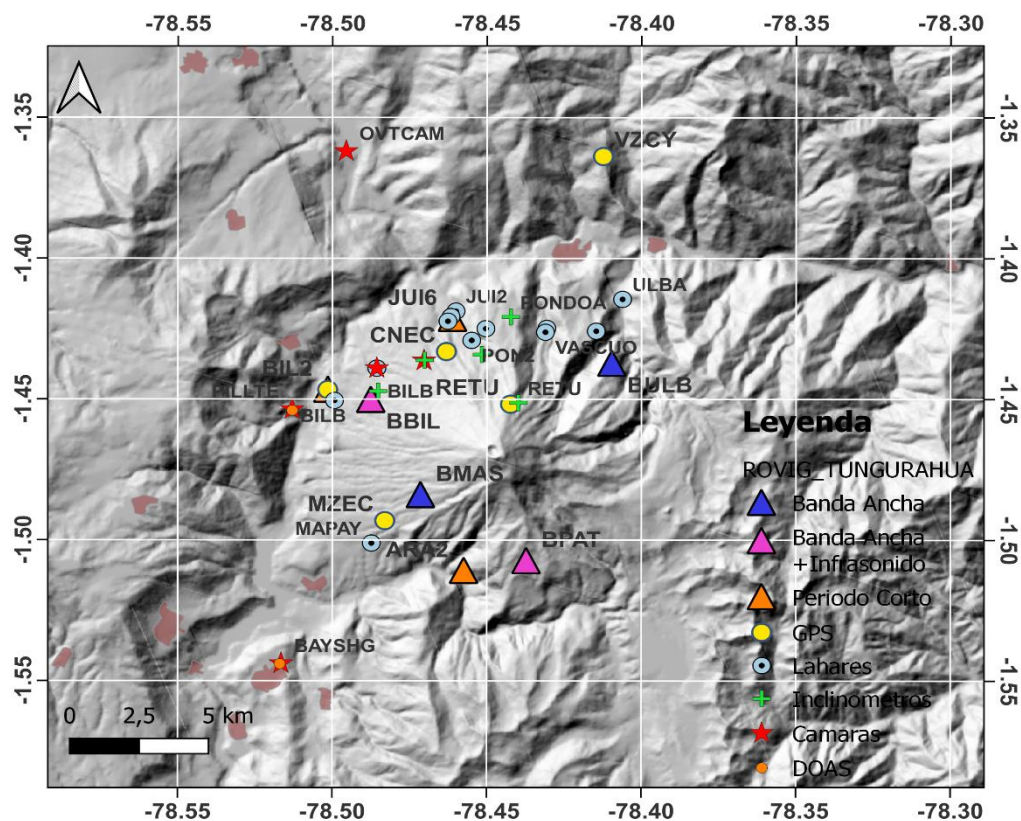 -78.55 -78.50 -78.45 -78.40 -78.35 -78.30
-1.35 -1.35
OVTCAM
VZCY
-1.40 -1.40
ULBA
JUI6 JUI2 RONDOA
CNEC
VASCUO
PON2
BIL2
BILLTE BILB RETU RETU BULB
-1.45 BILB -1.45
BBIL
Leyenda
BMAS
ROVIG_TUNGURAHUA
MZEC
Banda Ancha
MAPAY
-1.50 ARA2 BPAT Banda Ancha -1.50
+Infrasonido
Periodo Corto
GPS
BAYSHG
Lahares
-1.55 -1.55
Inclinometros
0 2,5 5 km
Camaras
DOAS
-78.55 -78.50 -78.45 -78.40 -78.35 -78.30